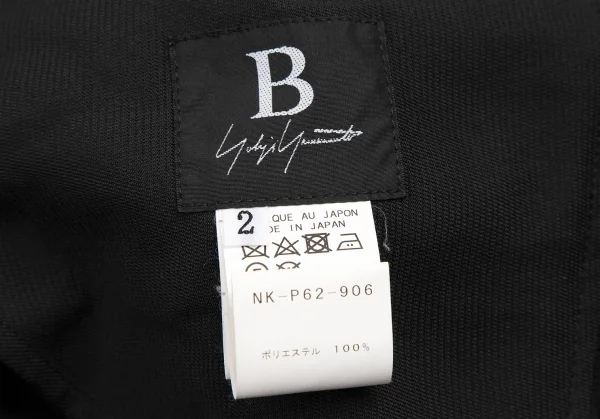 B
Yohji Yamamoto
2
QUE AU JAPON
DE IN JAPAN
NK-P62-906
ポリエステル 100%